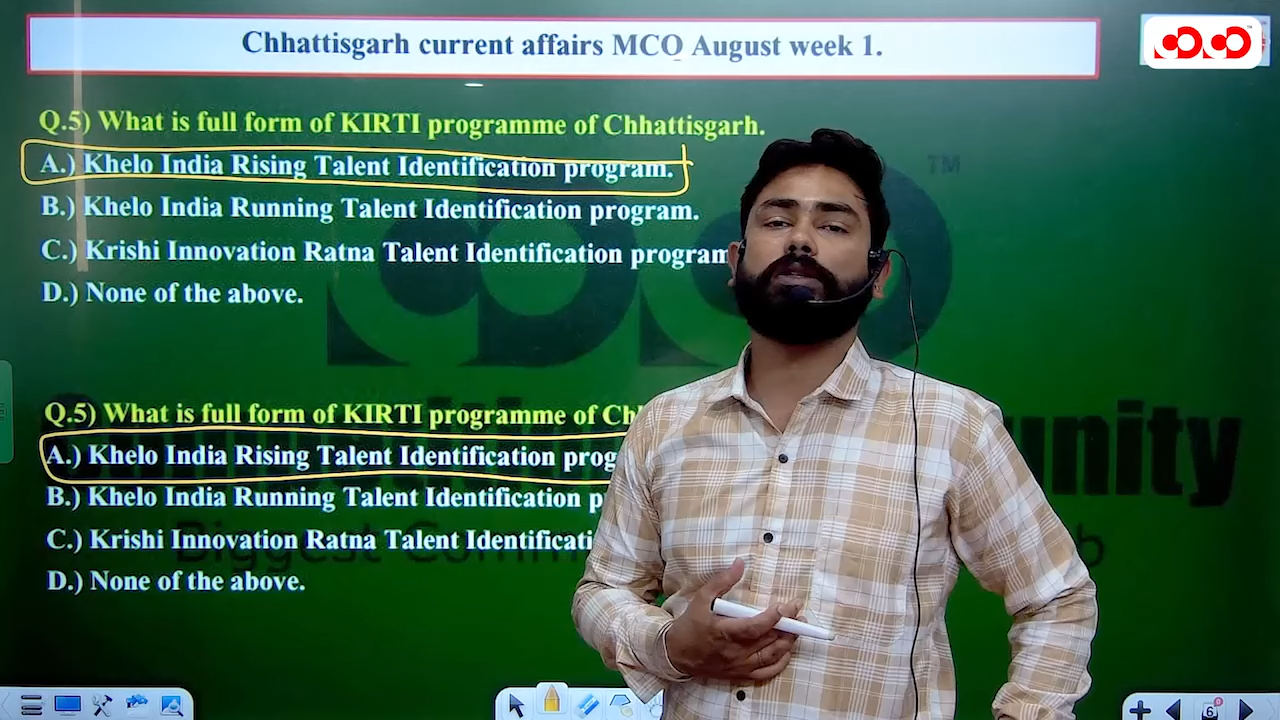 Chhattisgarh current affairs MCQ August week 1.
Q.5) What is full form of KIRTI programme of Chhattisgarh.
A.) Khelo India Rising Talent Identification program.
B.) Khelo India Running Talent Identification program.
C.) Krishi Innovation Ratna Talent Identification program
D.) None of the above.
TM
Q.5) What is full form of KIRTI programme of Ch
A.) Khelo India Rising Talent Identification prog
B.) Khelo India Running Talent Identification p
C.) Krishi Innovation Ratna Talent Identificati
D.) None of the above.
unity
6